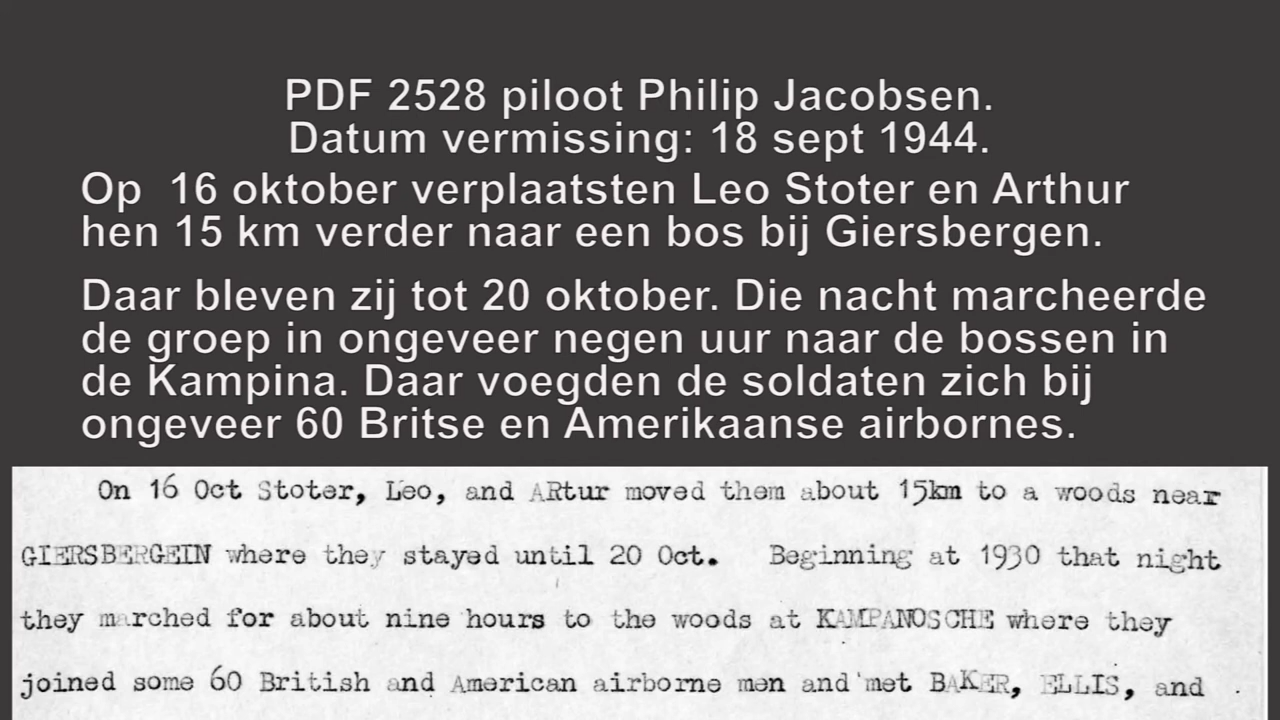 PDF 2528 piloot Philip Jacobsen.
Datum vermissing: 18 sept 1944.
Op 16 oktober verplaatsten Leo Stoter en Arthur
hen 15 km verder naar een bos bij Giersbergen.
Daar bleven zij tot 20 oktober. Die nacht marcheerde
de groep in ongeveer negen uur naar de bossen in
de Kampina. Daar voegden de soldaten zich bij
ongeveer 60 Britse en Amerikaanse airbornes.
On 16 Oct Stoter, Leo, and ARtur moved them about 15km to a woods near
GIERSBERGEIN where they stayed until 20 Oct. Beginning at 1930 that night
they marched for about nine hours to the woods at KAMPANOSCHE where they
joined some 60 British and American airborne men and met BAKER, ELLIS, and